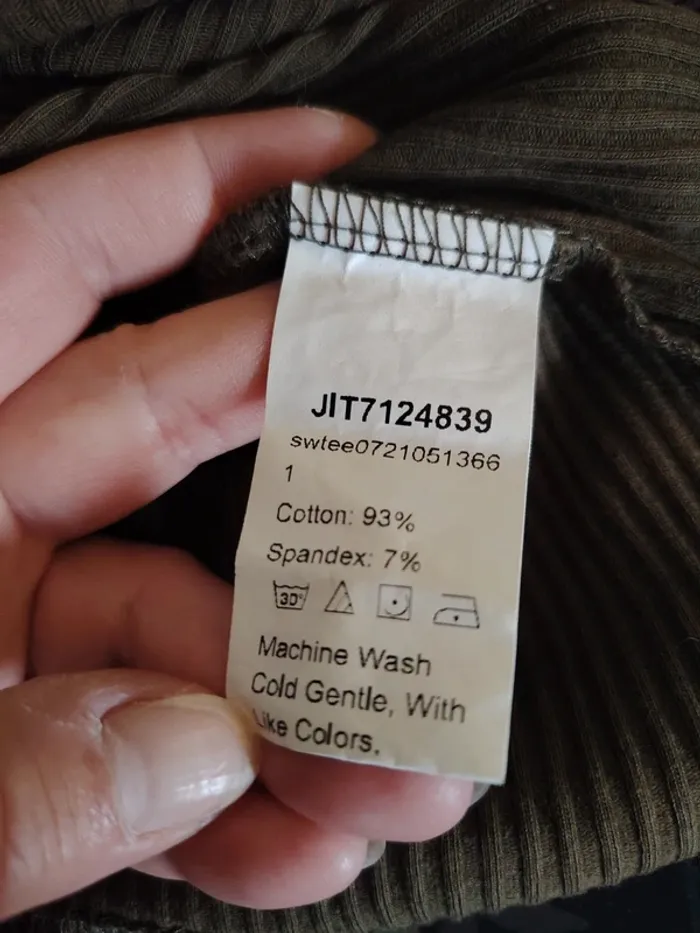 JIT7124839
swtee0721051366
1
Cotton: 93%
Spandex: 7%
30°
Machine Wash
Cold Gentle, With
Like Colors.